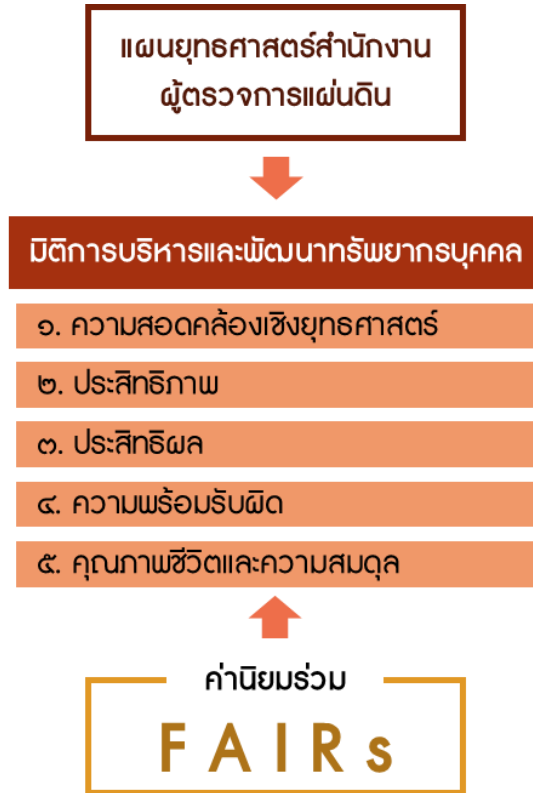 แผนยุทธศาสตร์สำนักงาน
ผู้ตรวจการแผ่นดิน
มิติการบริหารและพัฒนาทรัพยากรบุคคล
๑. ความสอดคล้องเชิงยุทธศาสตร์
๒. ประสิทธิภาพ
๓. ประสิทธิผล
๔. ความพร้อมรับผิด
๕. คุณภาพชีวิตและความสมดุล
ค่านิยมร่วม
FAIRs